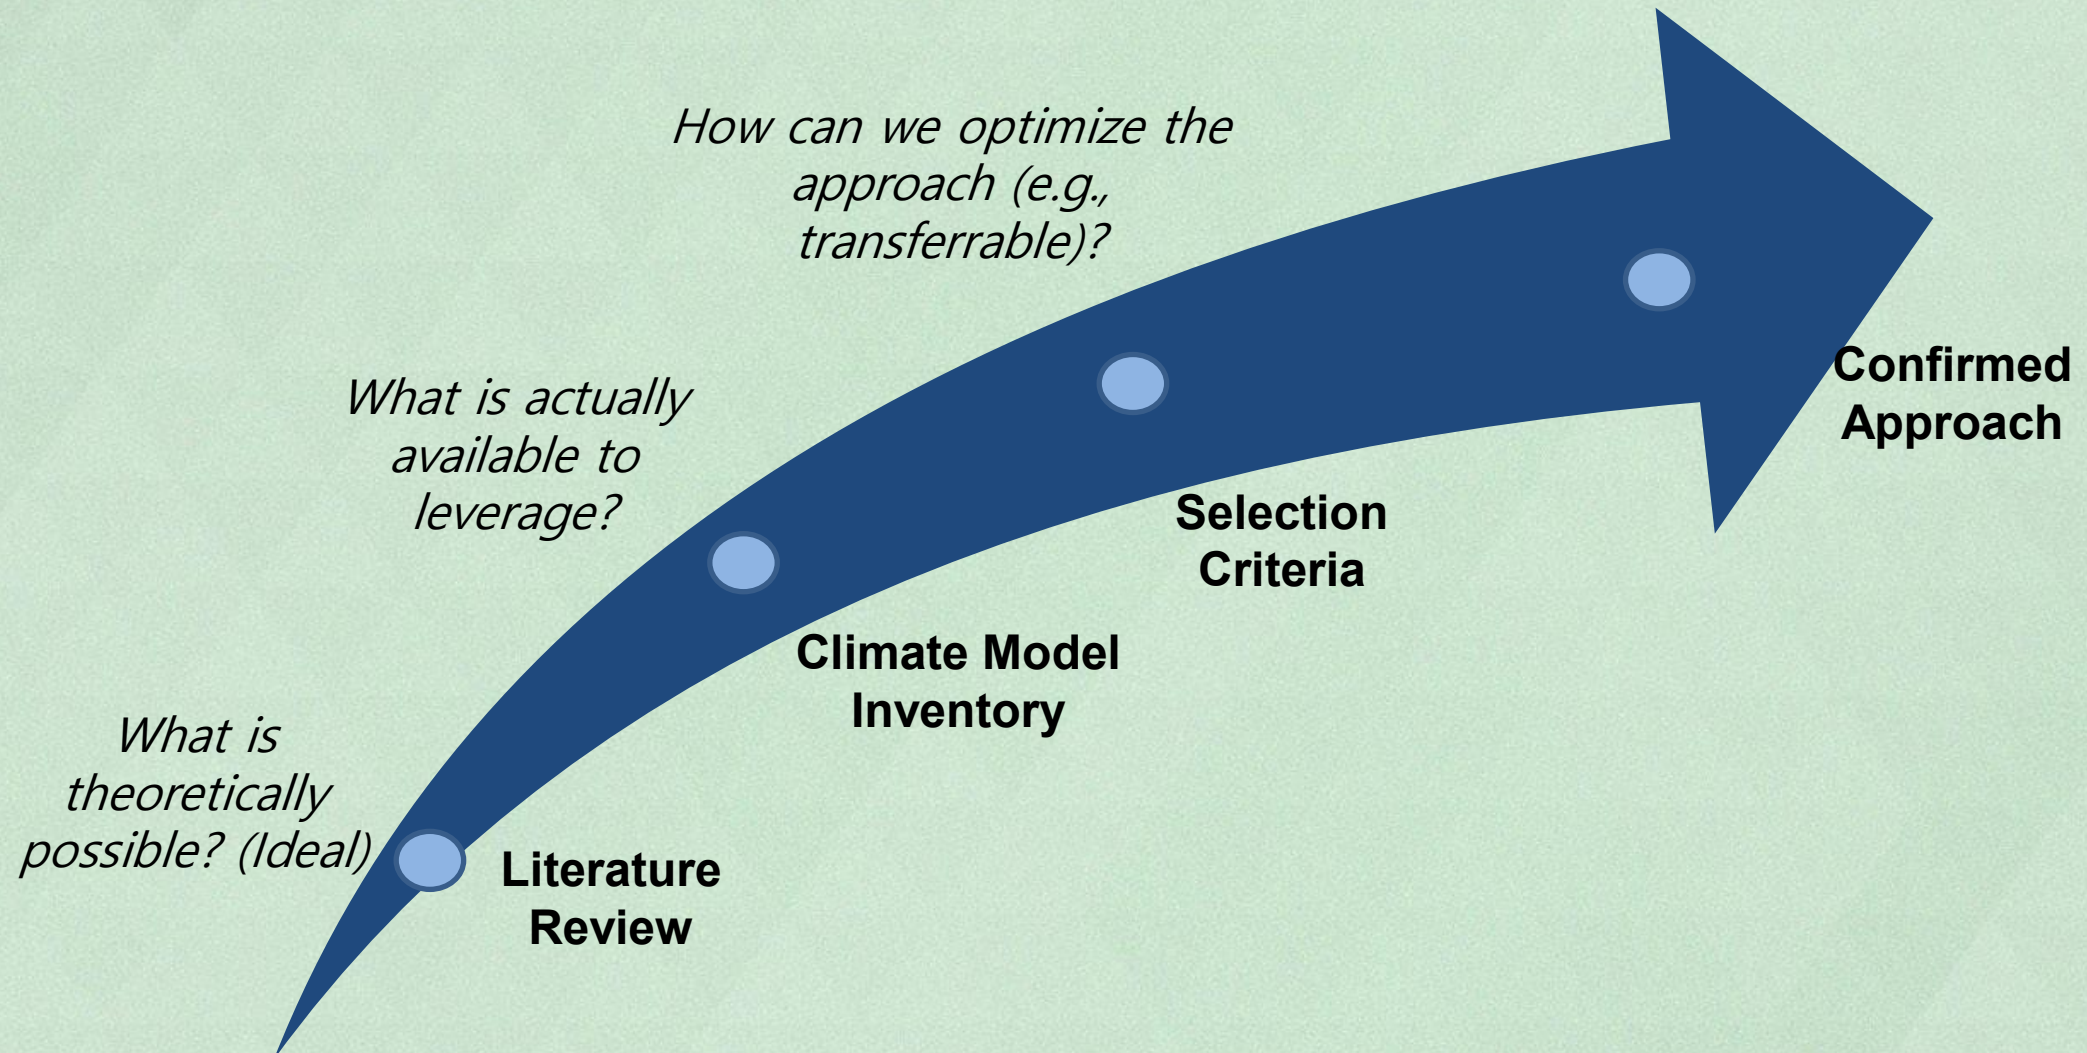 How can we optimize the
approach (e.g.,
transferrable)?
What is actually
available to
leverage?
What is
theoretically
possible? (Ideal)
Literature
Review
Climate Model
Inventory
Selection
Criteria
Confirmed
Approach